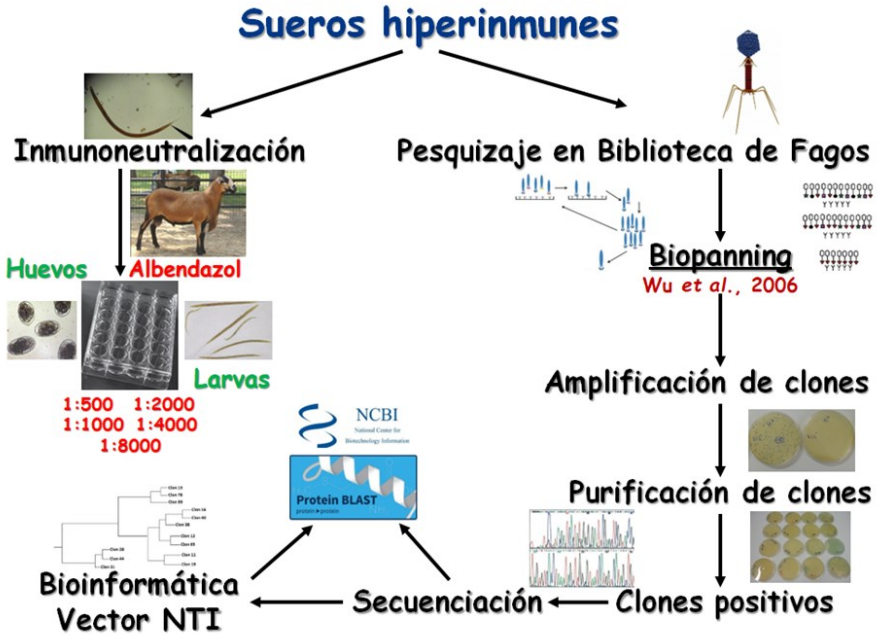 Sueros hiperinmunes
Inmunoneutralización
Pesquizaje en Biblioteca de Fagos
Huevos
Albendazol
Larvas
1:500 1:2000
1:1000 1:4000
1:8000
Biopanning
Wu et al., 2006
Amplificación de clones
Purificación de clones
Clones positivos
Secuenciación
NCBI
National Center for
Biotechnology Information
Protein BLAST
protein ▸ protein
Bioinformática
Vector NTI